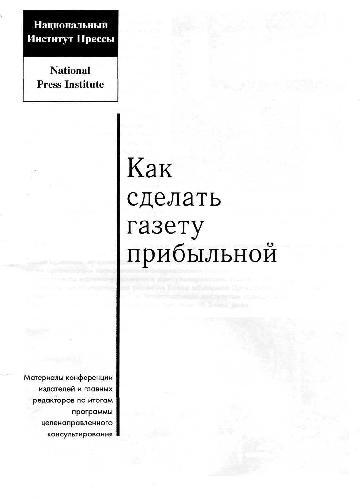 Национальный
Институт Прессы
National
Press Institute
Как
сделать
газету
прибыльной
Материалы конференции
издателей и главных
редакторов по итогам
программы
целенаправленного
консультирования